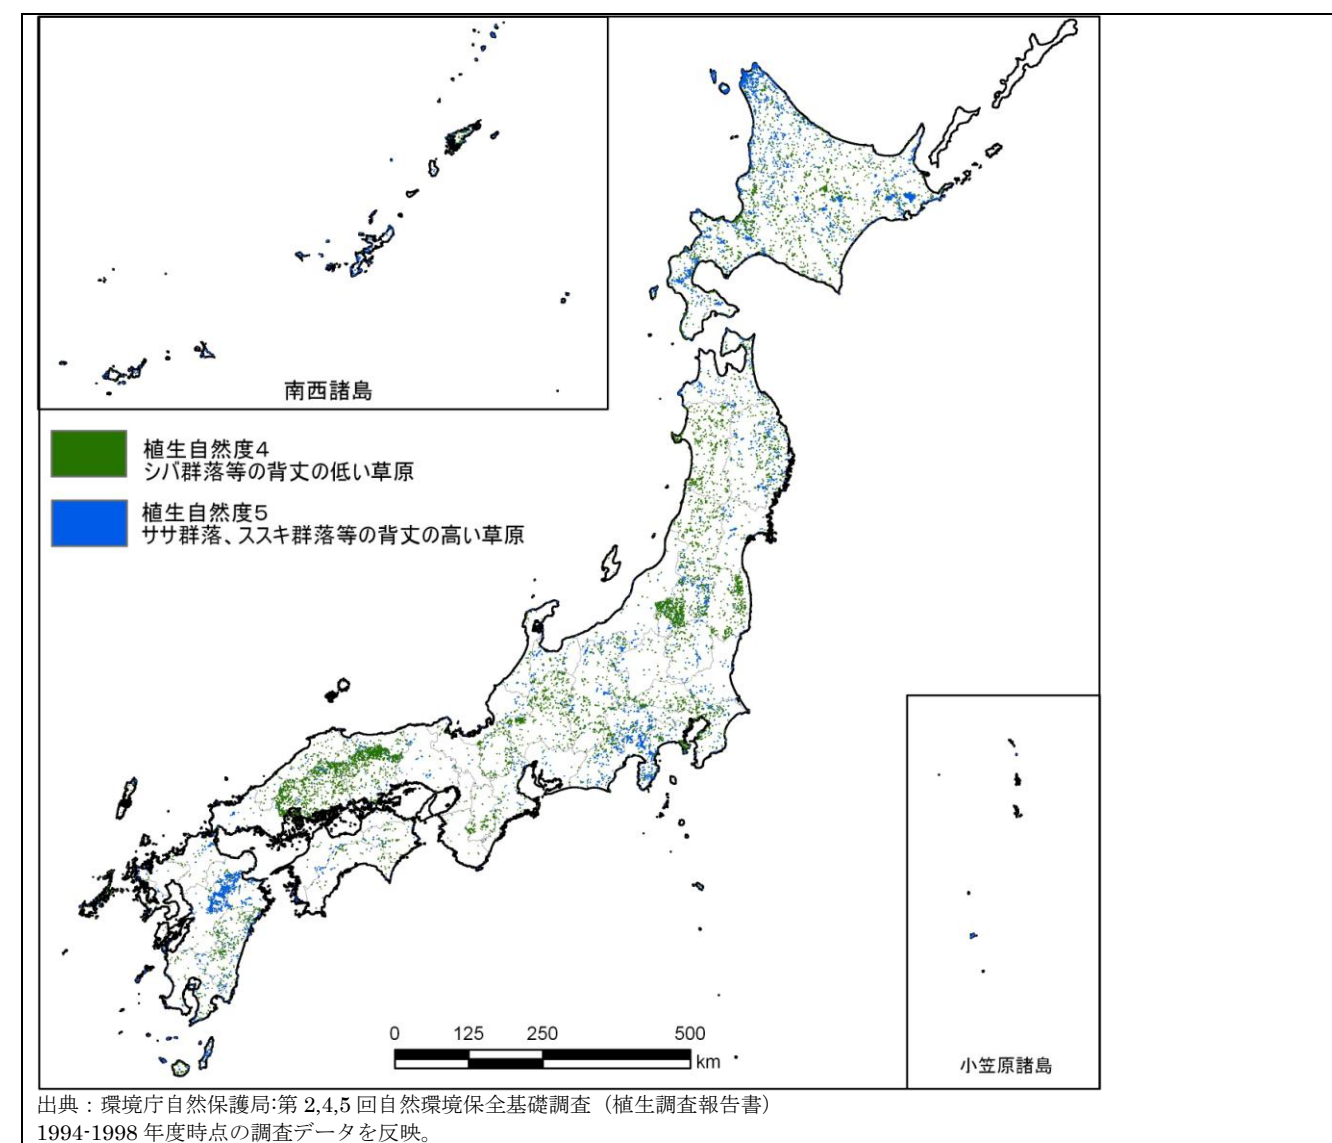 南西諸島
植生自然度4
シバ群落等の背丈の低い草原
植生自然度5
ササ群落、ススキ群落等の背丈の高い草原
0 125 250 500
km
小笠原諸島
出典：環境庁自然保護局:第 2,4,5 回自然環境保全基礎調査（植生調査報告書）
1994-1998 年度時点の調査データを反映。